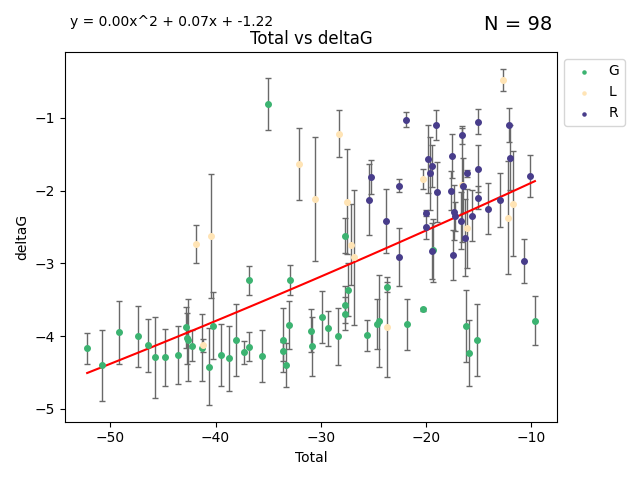 y = 0.00x^2 + 0.07x + -1.22
N = 98
Total vs deltaG
G
L
R
deltaG
−1
−2
−3
−4
−5
−50
−40
−30
−20
−10
Total